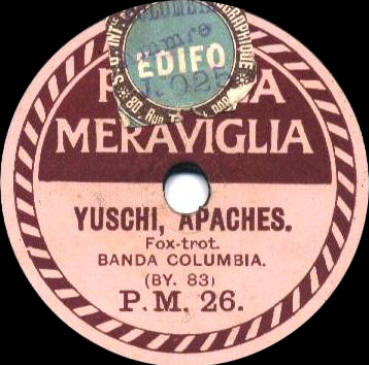 EDIFO
MERAVIGLIA
YUSCHI, APACHES.
Fox-trot.
BANDA COLUMBIA.
(BY. 83)
P. M. 26.